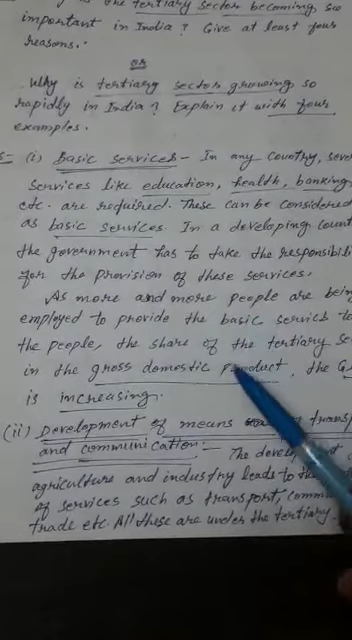 is the tertiary sector becoming so
important in India? Give at least four
reasons.
OR
Why is tertiary sector growing so
rapidly in India? Explain it with four
examples.
(i) Basic services - In any country, seve
services like education, health, banking
etc. are required. These can be considered
as basic services. In a developing count
the government has to take the responsibili
for the provision of these services.
As more and more people are bein
employed to provide the basic servics to
the people, the share of the tertiary se
in the gross domestic Product, the G
is increasing.
(ii) Development of means of transp
and communication:- The develop
agriculture and industry leads to the
of services such as transport, comm
trade etc. All these are under the tertiary